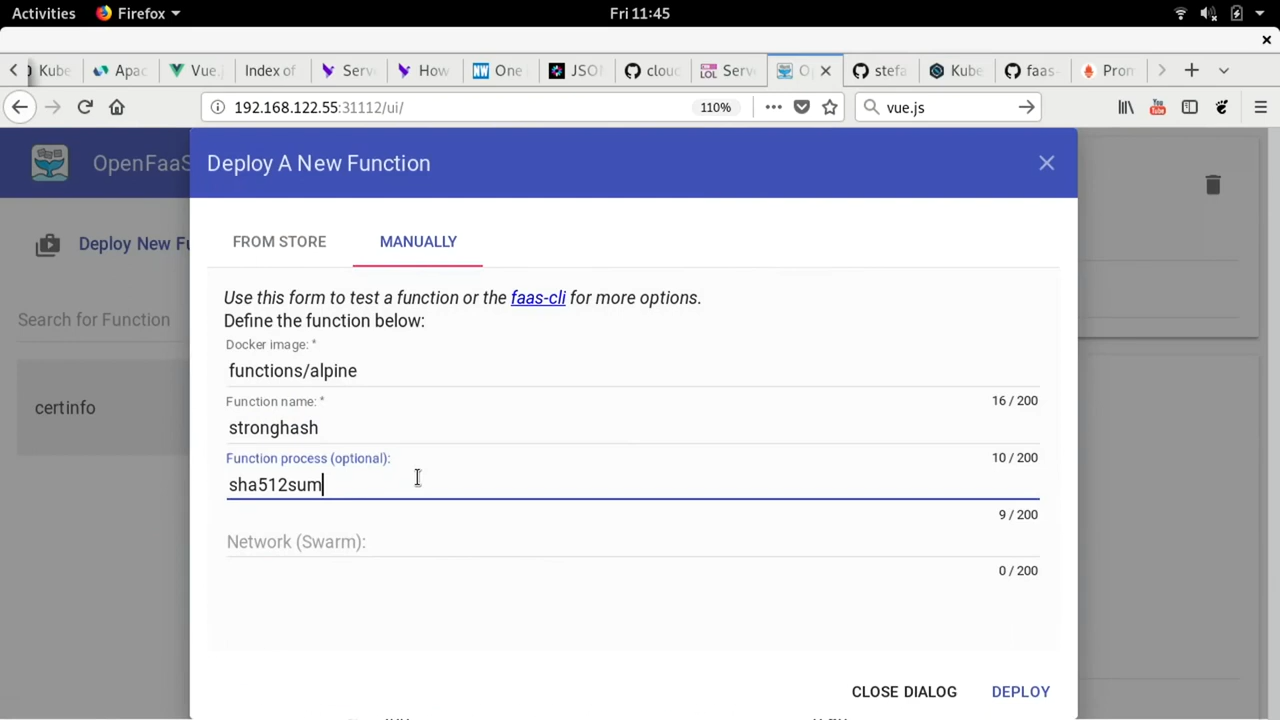 Activities Firefox Fri 11:45
Kube Apac Vue.j Index of Serv How One JSON cloud Serv O stefa Kube faas- Pron
192.168.122.55:31112/ui/ 110% vue.js
OpenFaaS
Deploy A New Function
Deploy New Fu
FROM STORE MANUALLY
Use this form to test a function or the faas-cli for more options.
Search for Function
Define the function below:
Docker image: *
functions/alpine
16 / 200
Function name: *
certinfo
stronghash
10 / 200
Function process (optional):
sha512sum
9 / 200
Network (Swarm):
0 / 200
CLOSE DIALOG DEPLOY